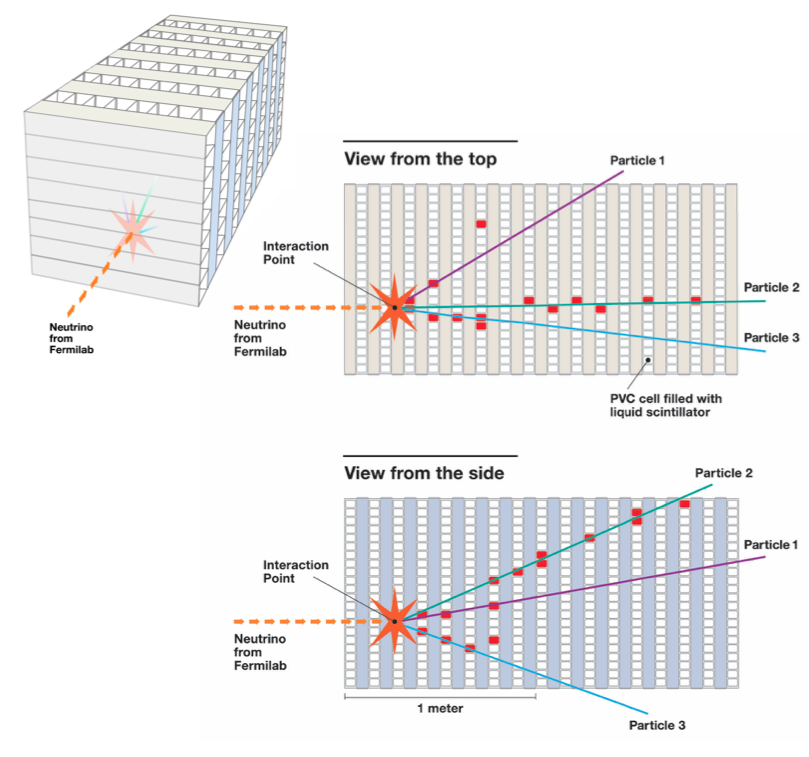 Neutrino
from
Fermilab
View from the top
Particle 1
Interaction
Point
Particle 2
Neutrino
from
Fermilab
Particle 3
PVC cell filled with
liquid scintillator
View from the side
Particle 2
Particle 1
Interaction
Point
Neutrino
from
Fermilab
1 meter
Particle 3